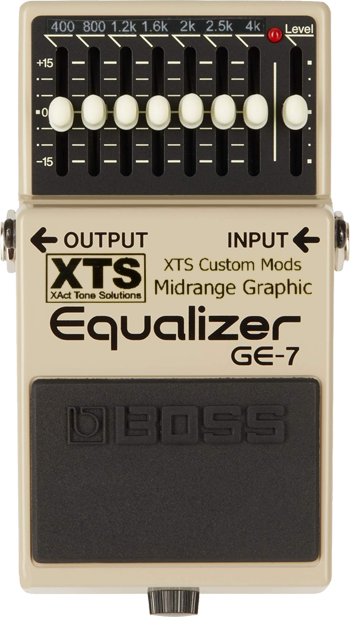 400 800 1.2k 1.6k 2k 2.5k 4k Level
+15
0
-15
← OUTPUT INPUT ←
XTS XTS Custom Mods
XAct Tone Solutions Midrange Graphic
Equalizer
GE-7
BOSS